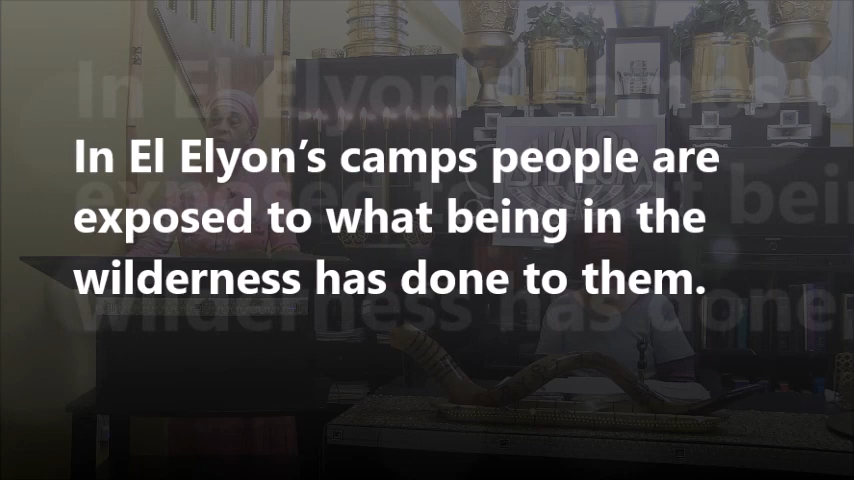 In El Elyon’s camps people are
exposed to what being in the
wilderness has done to them.